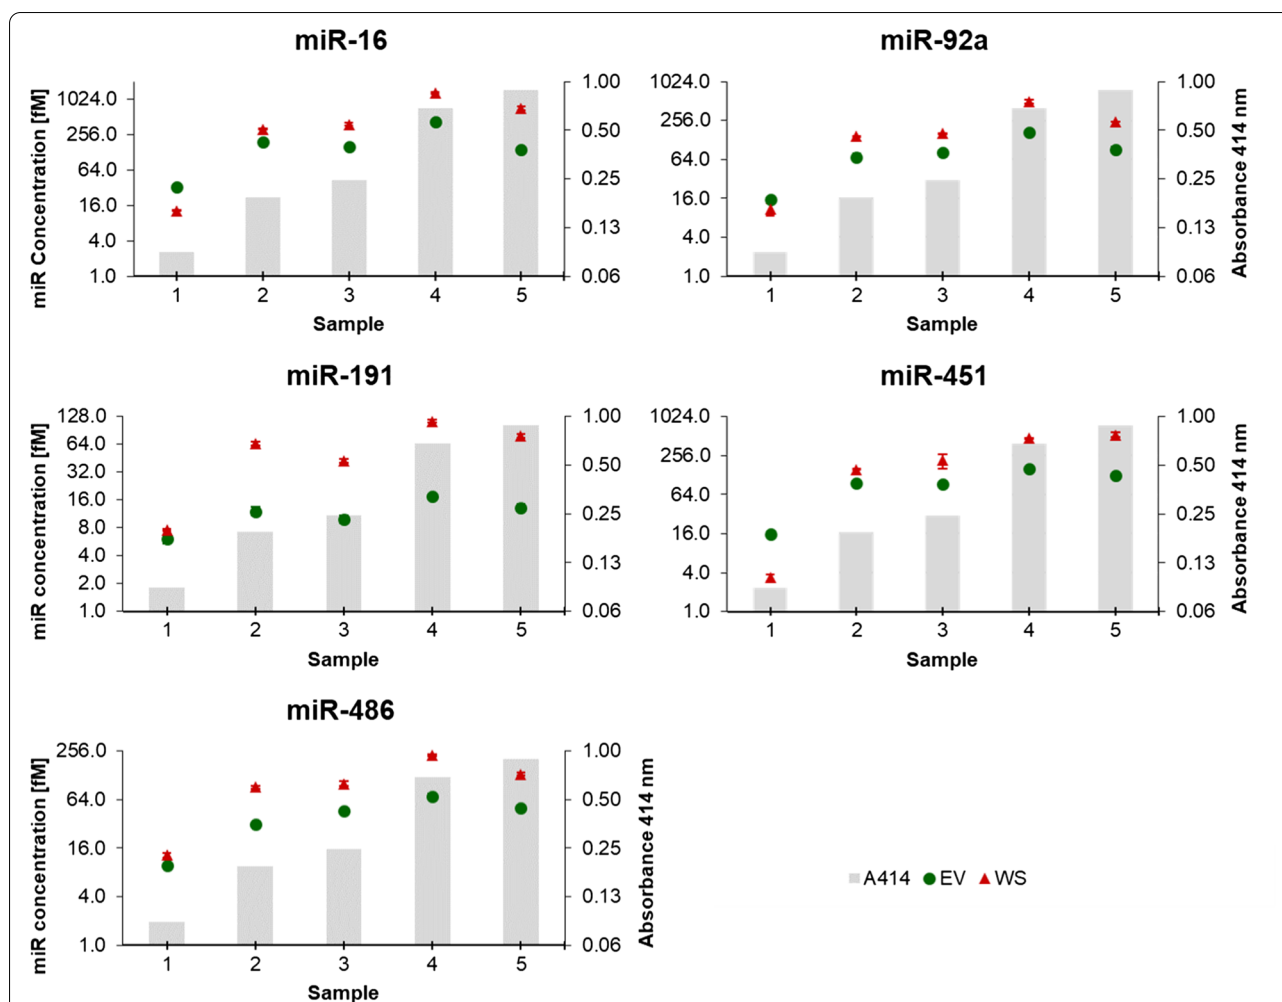 miR-16
miR Concentration [fM]
1024.0
256.0
64.0
16.0
4.0
1.0
1.00
0.50
0.25
0.13
0.06
1 2 3 4 5
Sample
miR-92a
1024.0
256.0
64.0
16.0
4.0
1.0
1.00
0.50
0.25
0.13
0.06
Absorbance 414 nm
1 2 3 4 5
Sample
miR-191
miR concentration [fM]
128.0
64.0
32.0
16.0
8.0
4.0
2.0
1.0
1.00
0.50
0.25
0.13
0.06
1 2 3 4 5
Sample
miR-451
1024.0
256.0
64.0
16.0
4.0
1.0
1.00
0.50
0.25
0.13
0.06
Absorbance 414 nm
1 2 3 4 5
Sample
miR-486
miR concentration [fM]
256.0
64.0
16.0
4.0
1.0
1.00
0.50
0.25
0.13
0.06
Absorbance 414 nm
1 2 3 4 5
Sample
A414 EV WS